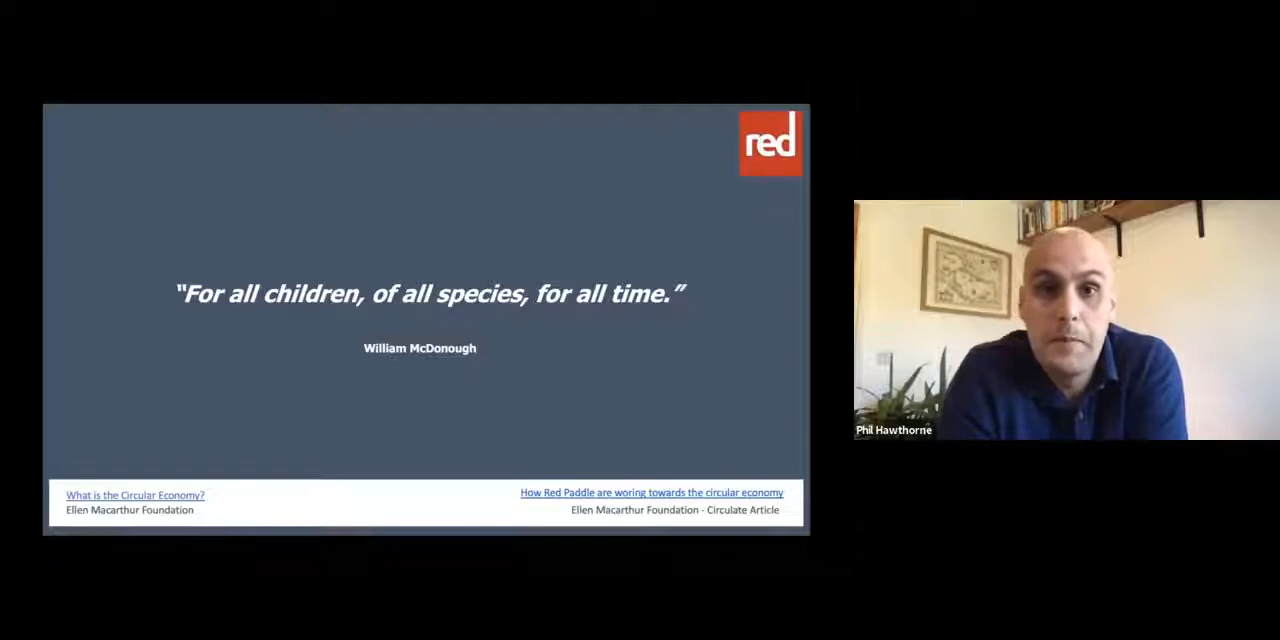 red
“For all children, of all species, for all time.”
William McDonough
What is the Circular Economy?
Ellen Macarthur Foundation
How Red Paddle are woring towards the circular economy
Ellen Macarthur Foundation - Circulate Article
Phil Hawthorne